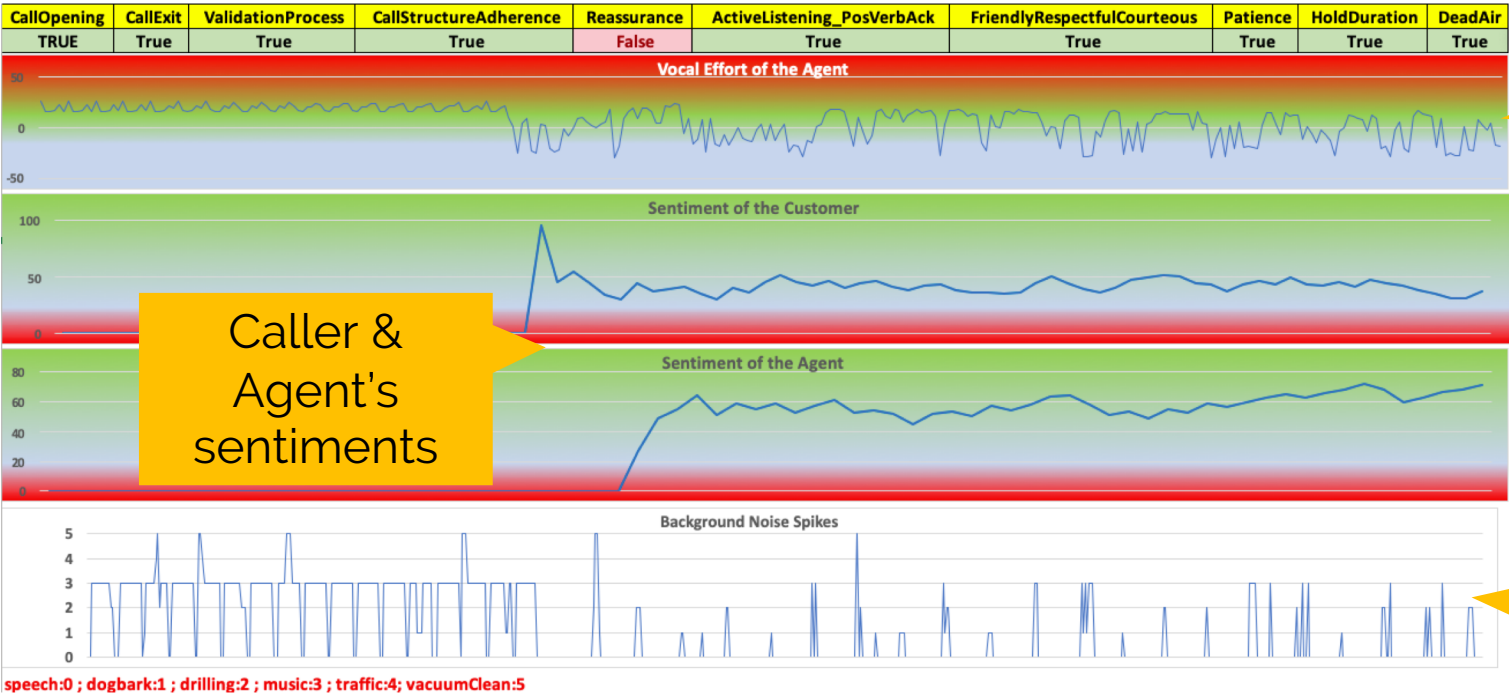 CallOpening CallExit ValidationProcess CallStructureAdherence Reassurance ActiveListening_PosVerbAck FriendlyRespectfulCourteous Patience HoldDuration DeadAir
TRUE True True True False True True True True True
Vocal Effort of the Agent
50
0
-50
Sentiment of the Customer
100
50
0
Caller &
Agent's
sentiments
Sentiment of the Agent
80
60
40
20
0
Background Noise Spikes
5
4
3
2
1
0
speech:0 ; dogbark:1 ; drilling:2 ; music:3 ; traffic:4; vacuumClean:5